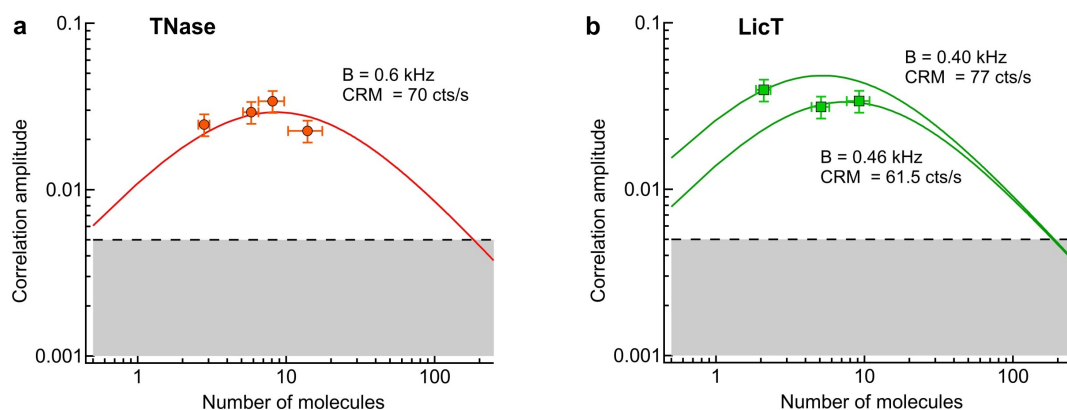 a TNase
0.1
0.01
0.001
Correlation amplitude
B = 0.6 kHz
CRM = 70 cts/s
1 10 100
Number of molecules
b LicT
0.1
0.01
0.001
Correlation amplitude
B = 0.40 kHz
CRM = 77 cts/s
B = 0.46 kHz
CRM = 61.5 cts/s
1 10 100
Number of molecules